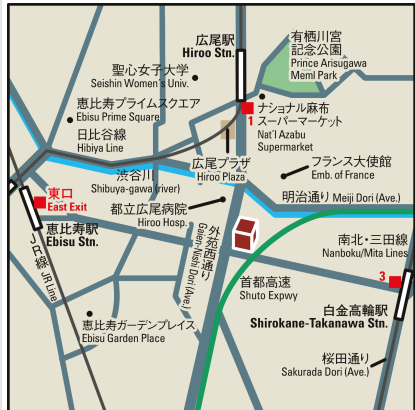 広尾駅
Hiroo Stn.
有栖川宮
記念公園
Prince Arisugawa
Meml Park
聖心女子大学
Seishin Women's Univ.
恵比寿プライムスクエア
Ebisu Prime Square
日比谷線
Hibiya Line
1
ナショナル麻布
スーパーマーケット
Nat'l Azabu
Supermarket
広尾プラザ
Hiroo Plaza
フランス大使館
Emb. of France
渋谷川
Shibuya-gawa (river)
明治通り Meiji Dori (Ave.)
東口
East Exit
都立広尾病院
Hiroo Hosp.
恵比寿駅
Ebisu Stn.
外苑西通り
Gaien-Nishi Dori (Ave.)
南北・三田線
Nanboku/Mita Lines
JR線 JR Line
首都高速
Shuto Expwy
3
白金高輪駅
Shirokane-Takanawa Stn.
恵比寿ガーデンプレイス
Ebisu Garden Place
桜田通り
Sakurada Dori (Ave.)